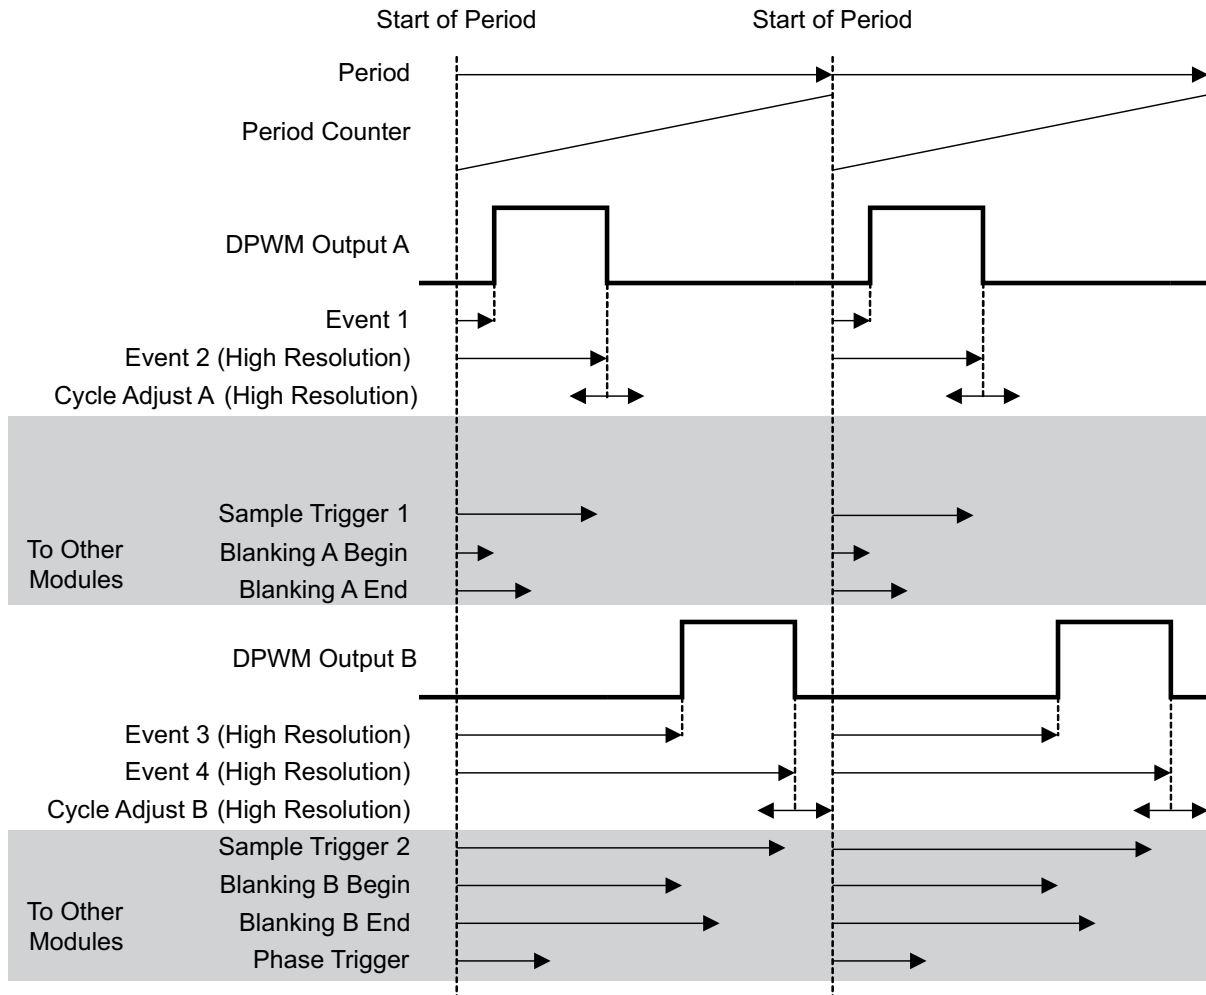 Start of Period
Start of Period
Period
Period Counter
DPWM Output A
Event 1
Event 2 (High Resolution)
Cycle Adjust A (High Resolution)
To Other
Modules
Sample Trigger 1
Blanking A Begin
Blanking A End
DPWM Output B
Event 3 (High Resolution)
Event 4 (High Resolution)
Cycle Adjust B (High Resolution)
To Other
Modules
Sample Trigger 2
Blanking B Begin
Blanking B End
Phase Trigger